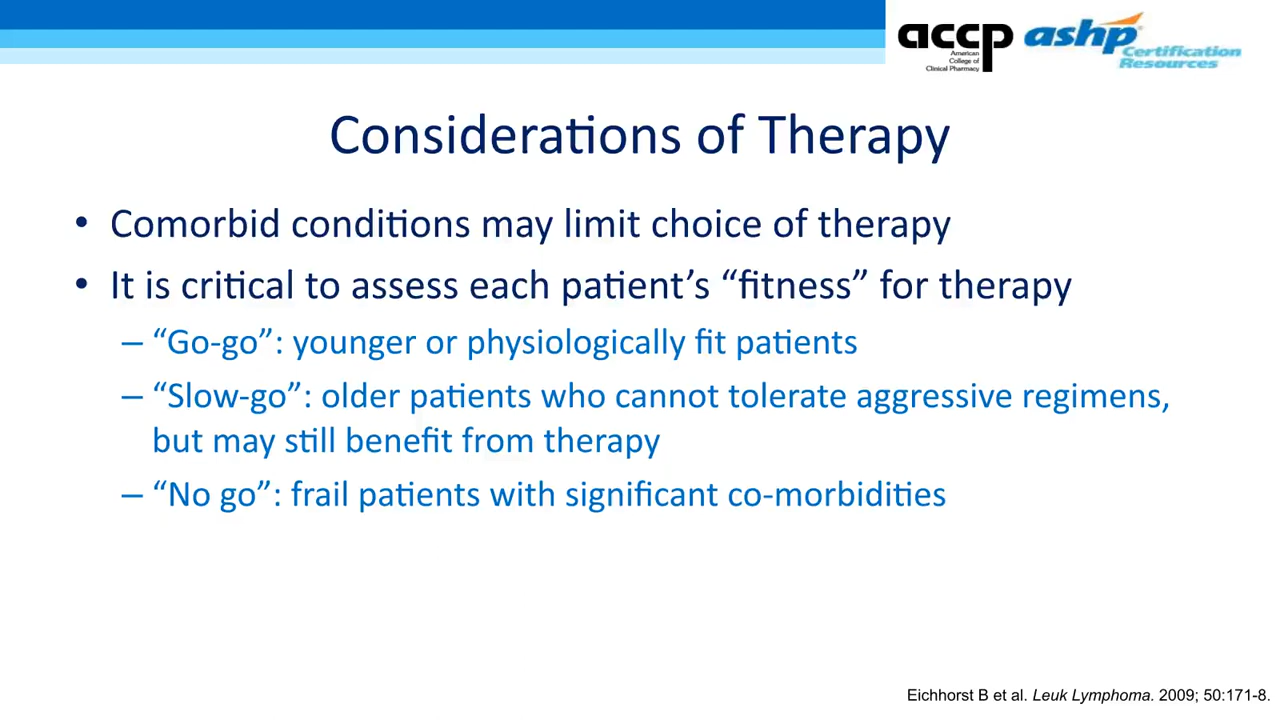 accp
American
College of
Clinical Pharmacy
ashp
Certification
Resources
Considerations of Therapy
• Comorbid conditions may limit choice of therapy
• It is critical to assess each patient’s “fitness” for therapy
– “Go-go”: younger or physiologically fit patients
– “Slow-go”: older patients who cannot tolerate aggressive regimens,
but may still benefit from therapy
– “No go”: frail patients with significant co-morbidities
Eichhorst B et al. Leuk Lymphoma. 2009; 50:171-8.